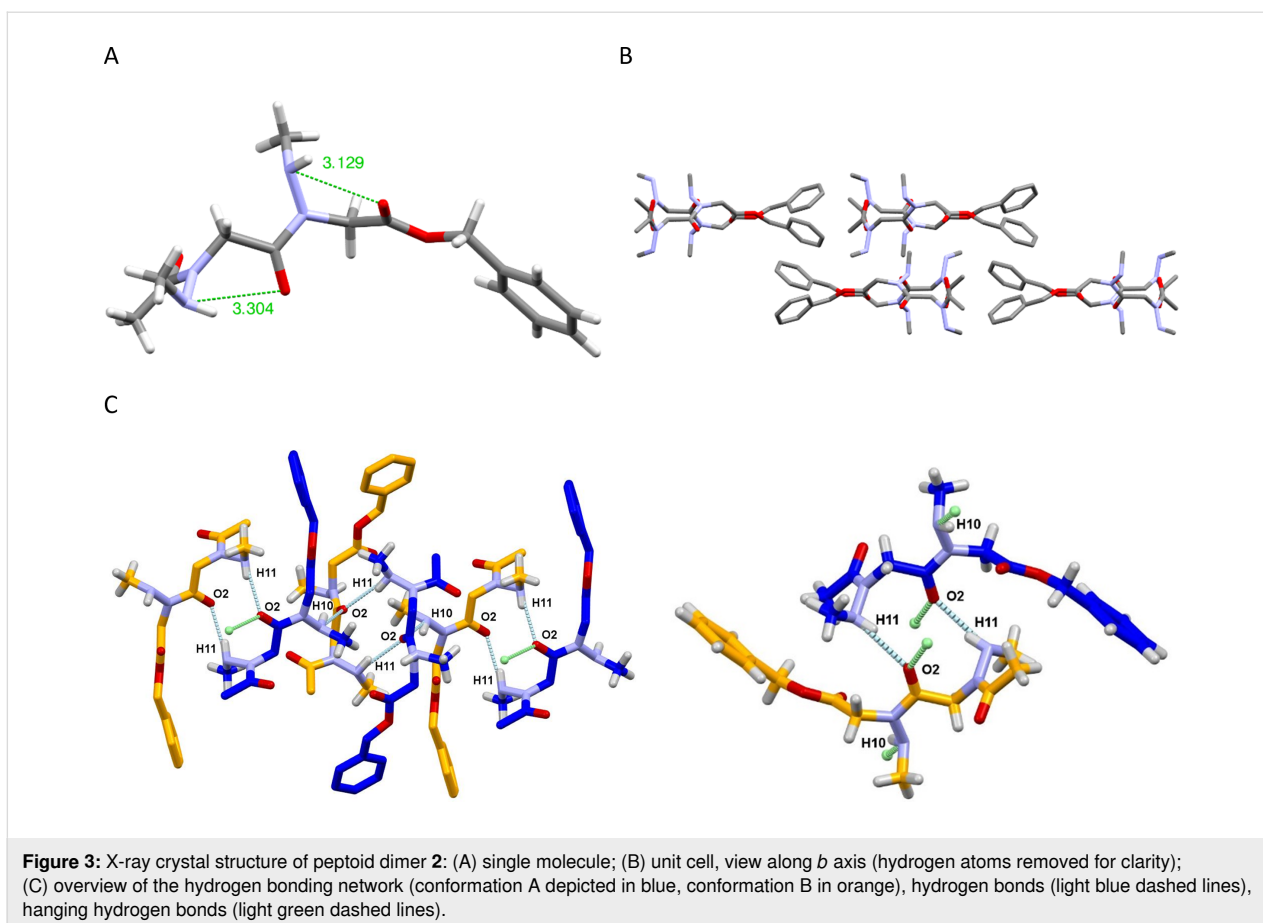 A
B
3.129
3.304
C
H10
O2
H11
H11
O2
H11
O2
H10
O2
H11
H10
O2
O2
H11
O2
H11
H11
O2
H11
H11
O2
H10
Figure 3: X-ray crystal structure of peptoid dimer 2: (A) single molecule; (B) unit cell, view along b axis (hydrogen atoms removed for clarity);
(C) overview of the hydrogen bonding network (conformation A depicted in blue, conformation B in orange), hydrogen bonds (light blue dashed lines),
hanging hydrogen bonds (light green dashed lines).